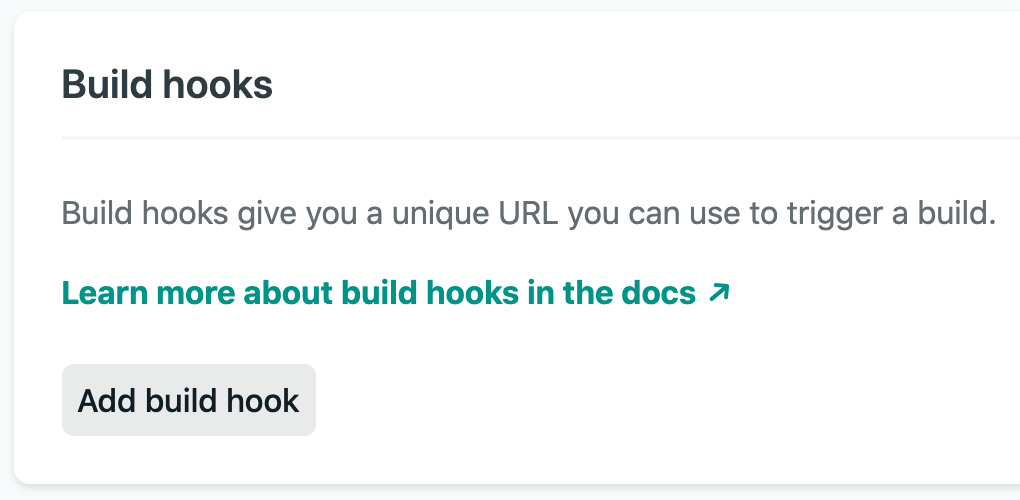 Build hooks
Build hooks give you a unique URL you can use to trigger a build.
Learn more about build hooks in the docs ↗
Add build hook